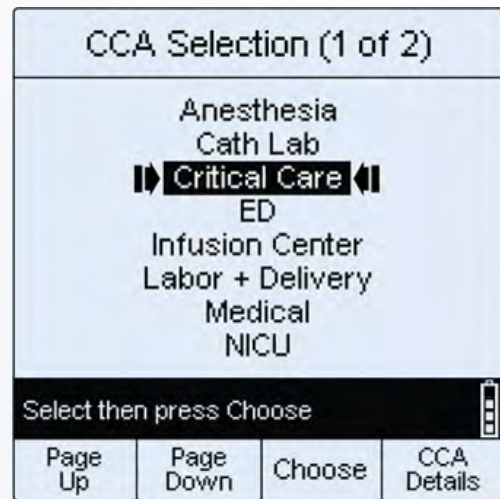 CCA Selection (1 of 2)
Anesthesia
Cath Lab
Critical Care
ED
Infusion Center
Labor + Delivery
Medical
NICU
Select then press Choose
Page Up
Page Down
Choose
CCA Details